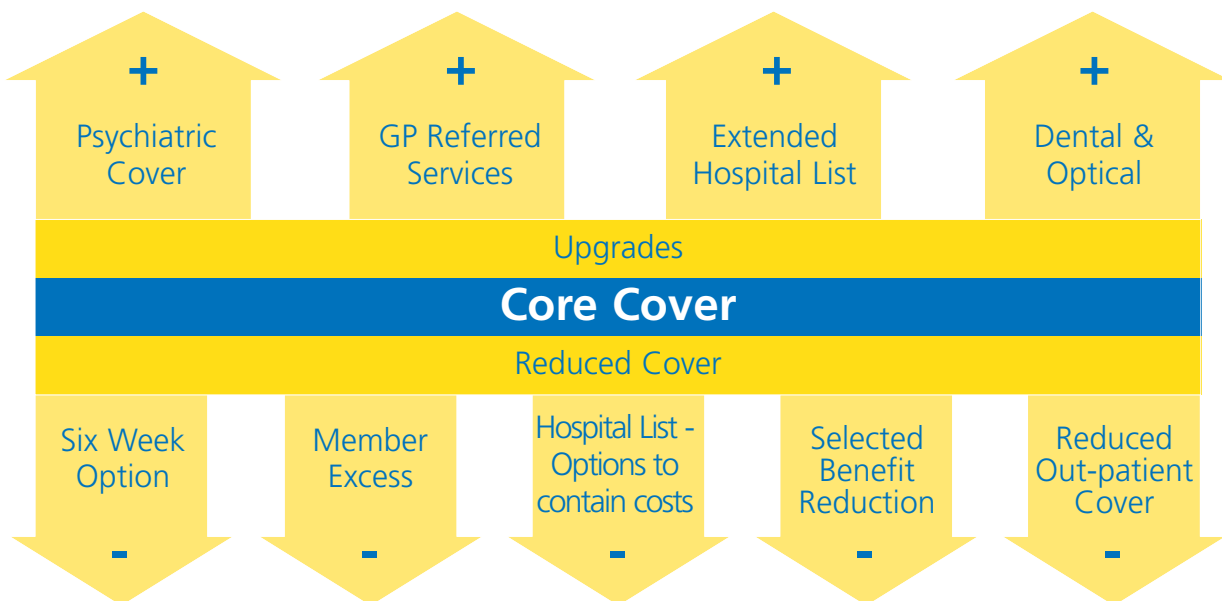 +
+
+
+
Psychiatric
Cover
GP Referred
Services
Extended
Hospital List
Dental &
Optical
Upgrades
Core Cover
Reduced Cover
Six Week
Option
Member
Excess
Hospital List -
Options to
contain costs
Selected
Benefit
Reduction
Reduced
Out-patient
Cover
-
-
-
-
-